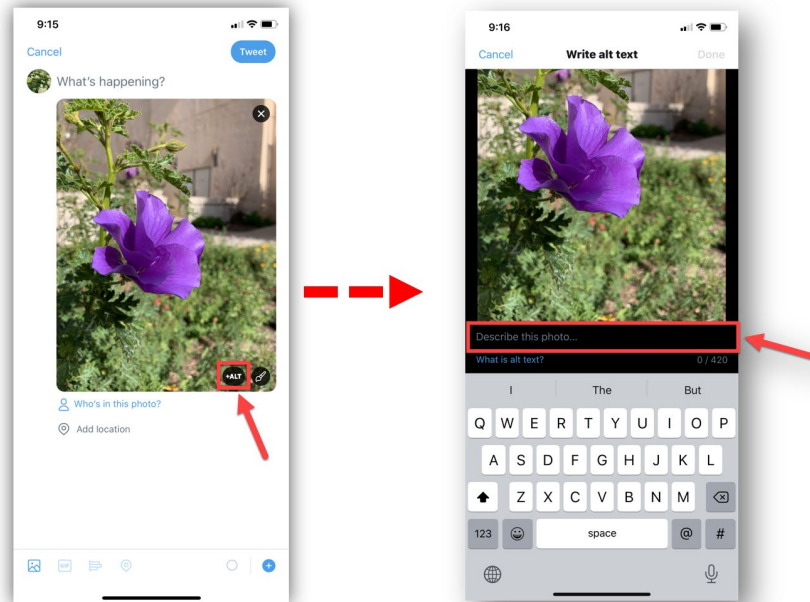 9:15
Cancel
Tweet
What's happening?
+ALT
Who's in this photo?
Add location
GIF
9:16
Cancel Write alt text Done
Describe this photo...
What is alt text? 0 / 420
I The But
Q W E R T Y U I O P
A S D F G H J K L
Z X C V B N M
123 space @ #